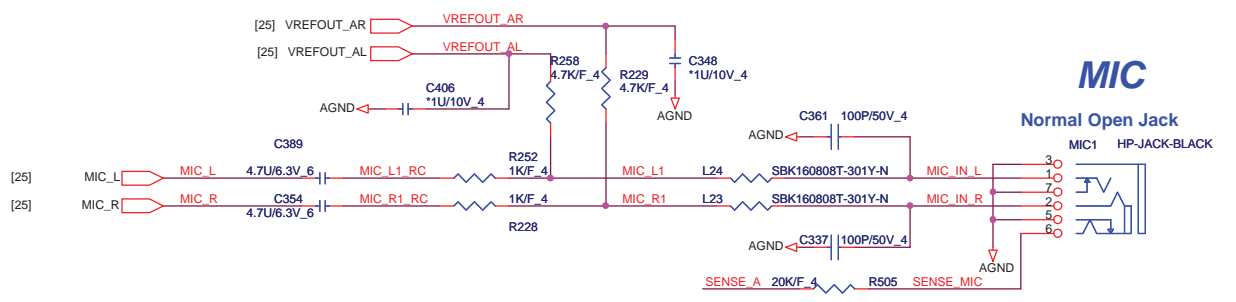 [25] VREFOUT_AR VREFOUT_AR
[25] VREFOUT_AL VREFOUT_AL
R258
4.7K/F_4
R229
4.7K/F_4
C348
*1U/10V_4
C406
*1U/10V_4
AGND
AGND
MIC
Normal Open Jack
MIC1 HP-JACK-BLACK
C361 100P/50V_4
AGND
C389
4.7U/6.3V_6
[25] MIC_L MIC_L MIC_L1_RC
R252
1K/F_4
MIC_L1 L24 SBK160808T-301Y-N MIC_IN_L
[25] MIC_R MIC_R
C354
4.7U/6.3V_6
MIC_R1_RC 1K/F_4
R228
MIC_R1 L23 SBK160808T-301Y-N MIC_IN_R
3
1
7
2
5
6
AGND C337 100P/50V_4
AGND
SENSE_A 20K/F_4 R505 SENSE_MIC